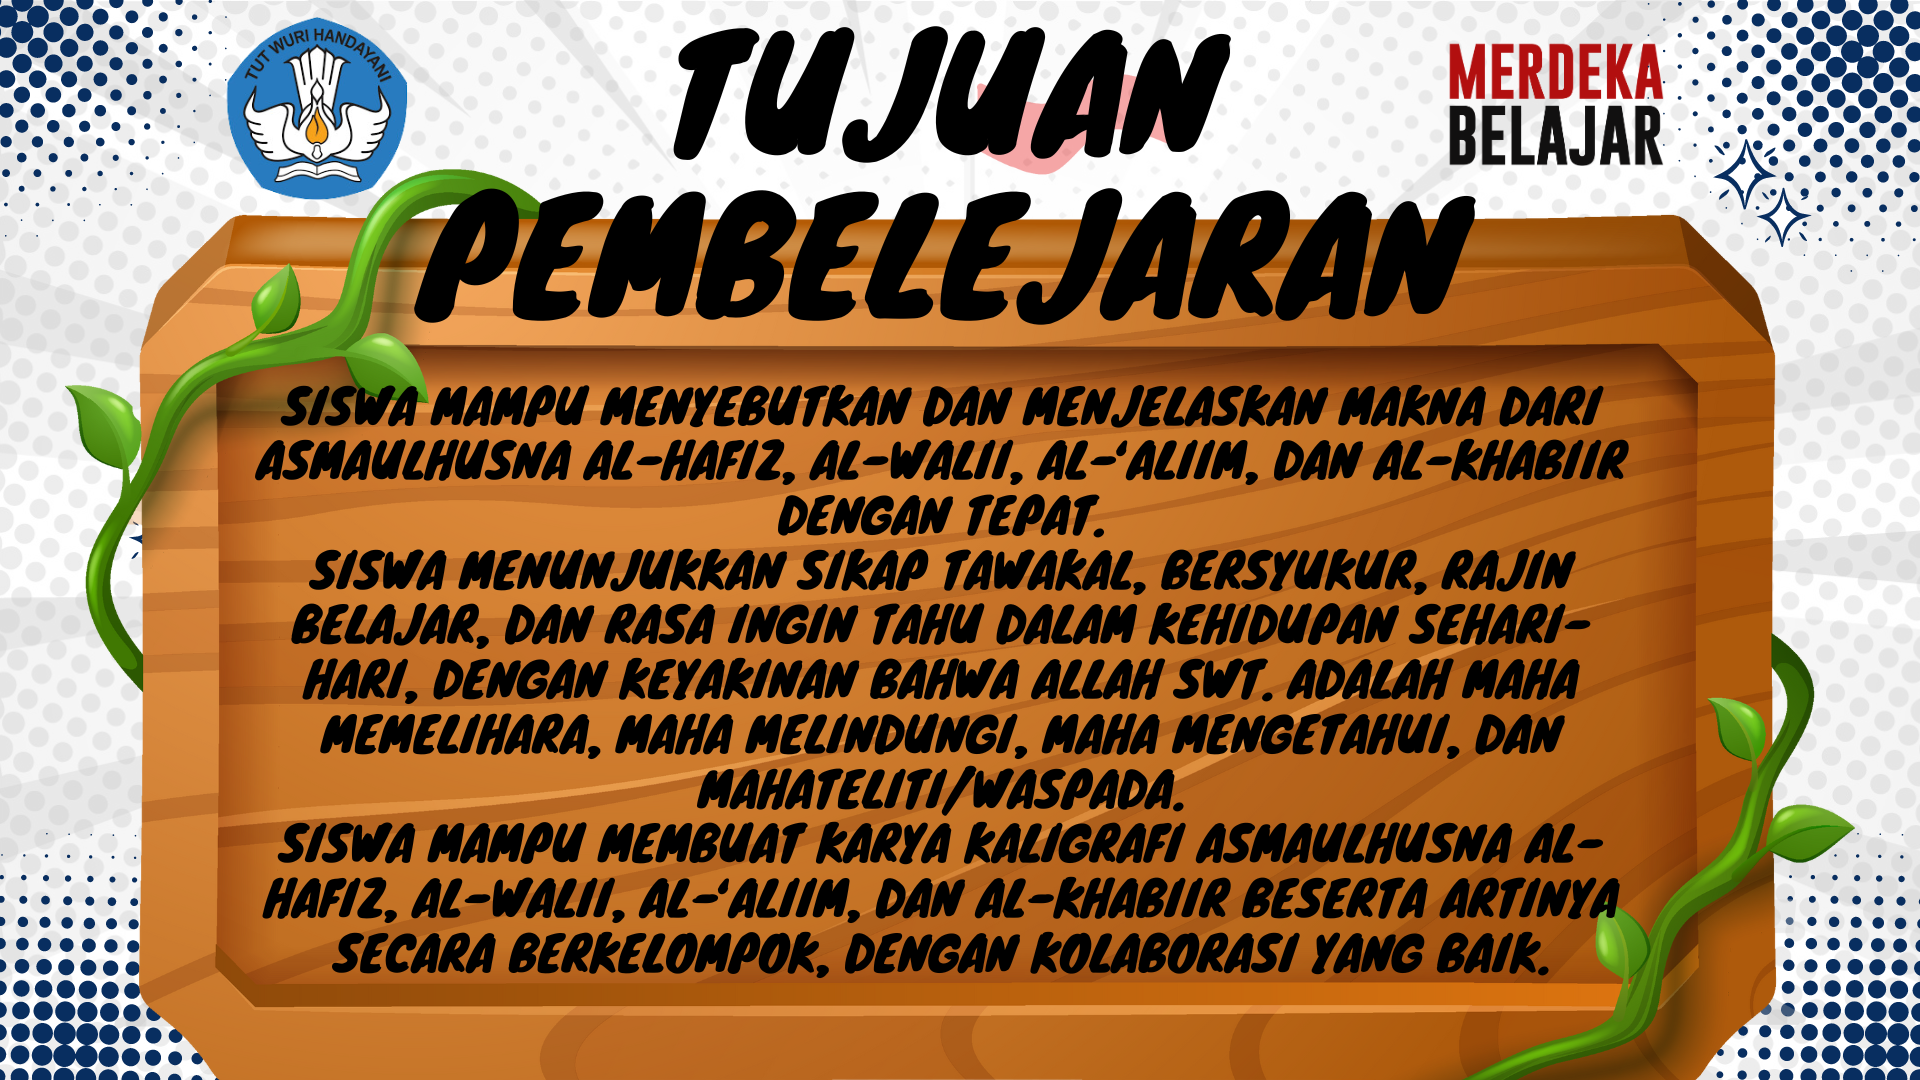 TUT WURI HANDAYANI
MERDEKA
BELAJAR
TUJUAN
PEMBELEJARAN
SISWA MAMPU MENYEBUTKAN DAN MENJELASKAN MAKNA DARI
ASMAULHUSNA AL-HAFIZ, AL-WALII, AL-‘ALIIM, DAN AL-KHABIIR
DENGAN TEPAT.
SISWA MENUNJUKKAN SIKAP TAWAKAL, BERSYUKUR, RAJIN
BELAJAR, DAN RASA INGIN TAHU DALAM KEHIDUPAN SEHARI-
HARI, DENGAN KEYAKINAN BAHWA ALLAH SWT. ADALAH MAHA
MEMELIHARA, MAHA MELINDUNGI, MAHA MENGETAHUI, DAN
MAHATELITI/WASPADA.
SISWA MAMPU MEMBUAT KARYA KALIGRAFI ASMAULHUSNA AL-
HAFIZ, AL-WALII, AL-‘ALIIM, DAN AL-KHABIIR BESERTA ARTINYA
SECARA BERKELOMPOK, DENGAN KOLABORASI YANG BAIK.